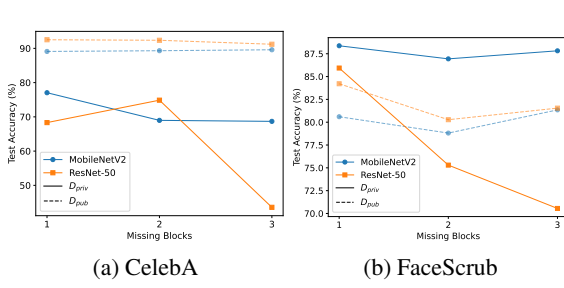 Test Accuracy (%)
90
80
70
60
50
MobileNetV2
ResNet-50
D_priv
D_pub
1
2
3
Missing Blocks
(a) CelebA
Test Accuracy (%)
87.5
85.0
82.5
80.0
77.5
75.0
72.5
70.0
MobileNetV2
ResNet-50
D_priv
D_pub
1
2
3
Missing Blocks
(b) FaceScrub